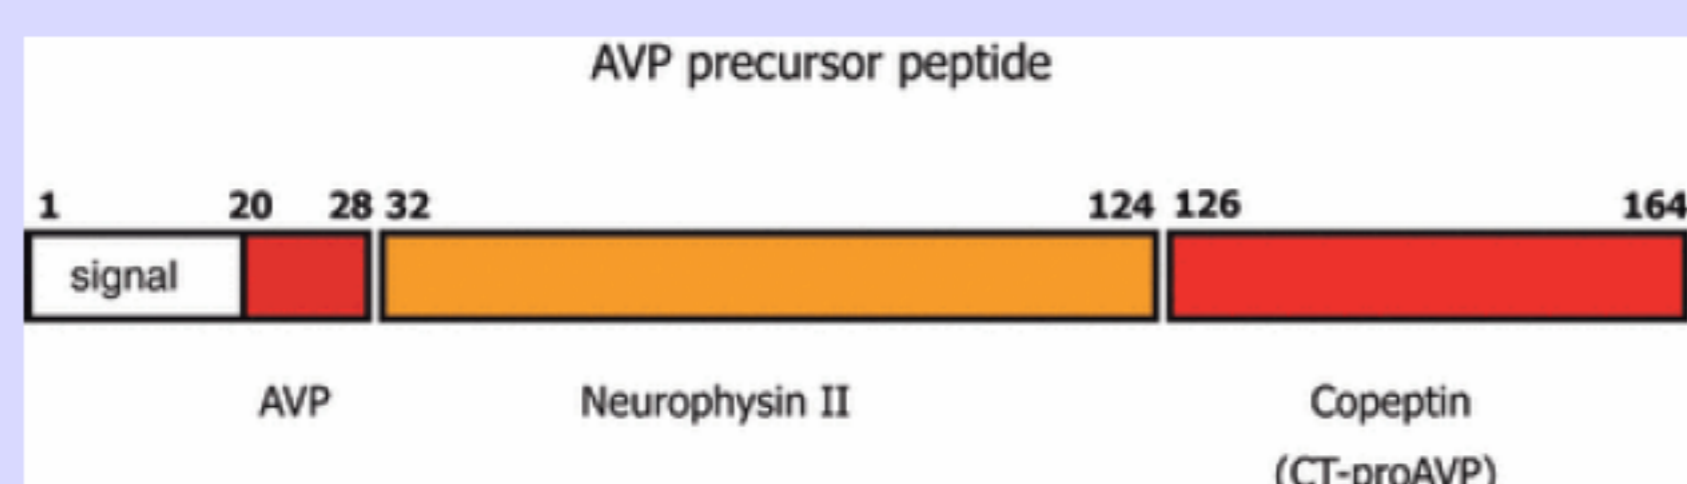 AVP precursor peptide
1 20 28 32 124 126 164
signal
AVP Neurophysin II Copeptin
(CT-proAVP)